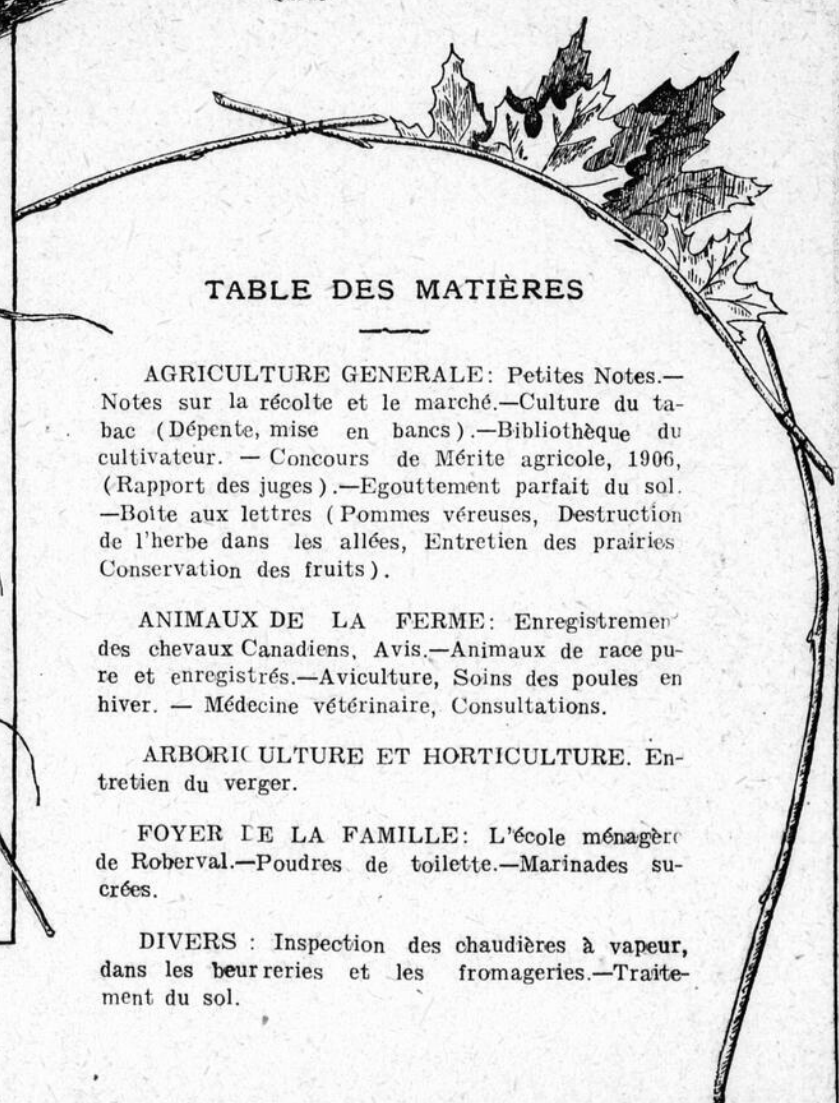 TABLE DES MATIÈRES
AGRICULTURE GENERALE: Petites Notes.—
Notes sur la récolte et le marché.—Culture du ta-
bac (Dépente, mise en bancs).—Bibliothèque du
cultivateur. — Concours de Mérite agricole, 1906,
(Rapport des juges).—Egouttement parfait du sol.
—Boîte aux lettres (Pommes véreuses, Destruction
de l'herbe dans les allées, Entretien des prairies
Conservation des fruits).
ANIMAUX DE LA FERME: Enregistremen
des chevaux Canadiens, Avis.—Animaux de race pu-
re et enregistrés.—Aviculture, Soins des poules en
hiver. — Médecine vétérinaire, Consultations.
ARBORICULTURE ET HORTICULTURE. En-
tretien du verger.
FOYER DE LA FAMILLE: L'école ménagère
de Roberval.—Poudres de toilette.—Marinades su-
crées.
DIVERS : Inspection des chaudières à vapeur,
dans les beurreries et les fromageries.—Traite-
ment du sol.